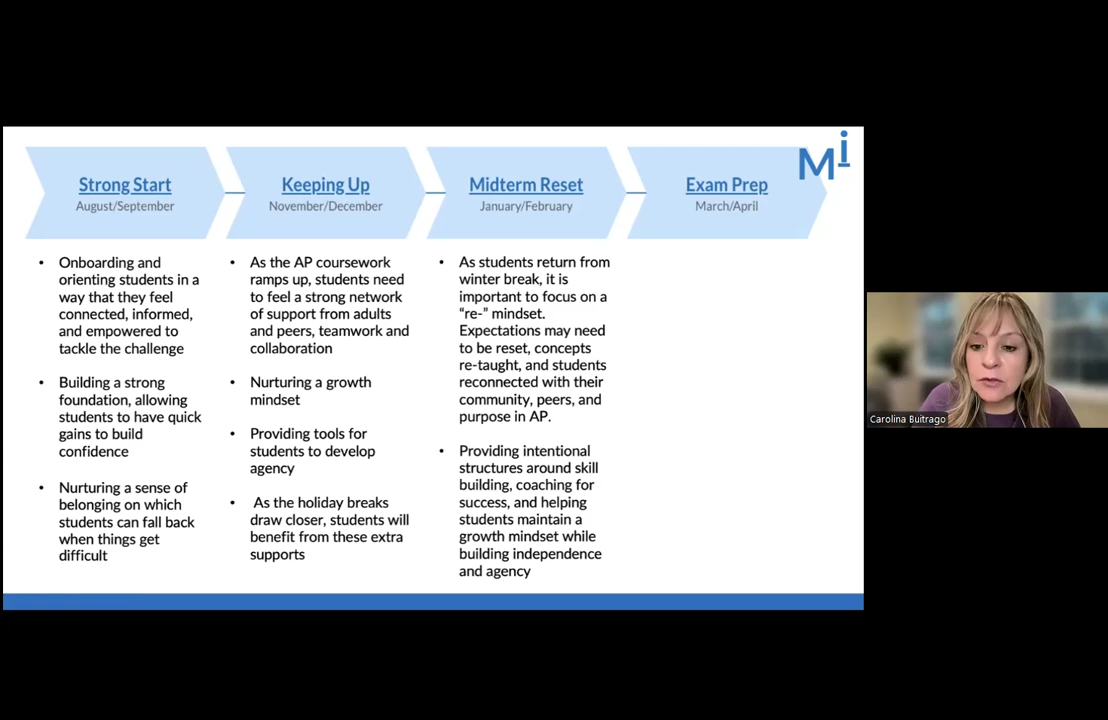 Mi
Strong Start
August/September
Keeping Up
November/December
Midterm Reset
January/February
Exam Prep
March/April
• Onboarding and
orienting students in a
way that they feel
connected, informed,
and empowered to
tackle the challenge
• Building a strong
foundation, allowing
students to have quick
gains to build
confidence
• Nurturing a sense of
belonging on which
students can fall back
when things get
difficult
• As the AP coursework
ramps up, students need
to feel a strong network
of support from adults
and peers, teamwork and
collaboration
• Nurturing a growth
mindset
• Providing tools for
students to develop
agency
• As the holiday breaks
draw closer, students will
benefit from these extra
supports
• As students return from
winter break, it is
important to focus on a
“re-” mindset.
Expectations may need
to be reset, concepts
re-taught, and students
reconnected with their
community, peers, and
purpose in AP.
• Providing intentional
structures around skill
building, coaching for
success, and helping
students maintain a
growth mindset while
building independence
and agency
Carolina Buitrago